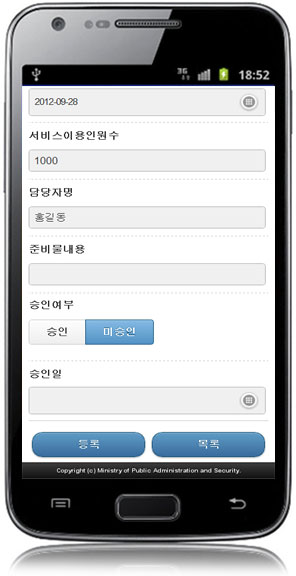 3G
18:52
2012-09-28
서비스이용인원수
1000
담당자명
홍길동
준비물내용
승인여부
승인
미승인
승인일
등록
목록
Copyright (c) Ministry of Public Administration and Security.